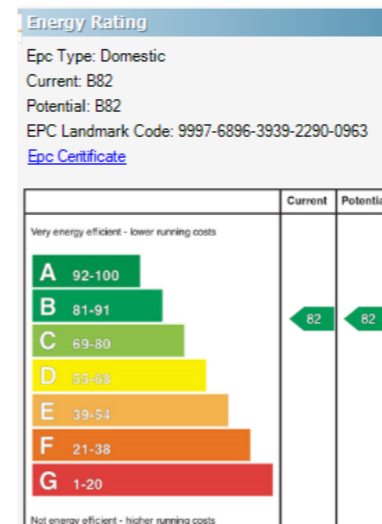 Energy Rating
Epc Type: Domestic
Current: B82
Potential: B82
EPC Landmark Code: 9997-6896-3939-2290-0963
Epc Ceritificate
Current Potentia
Very energy efficient - lower running costs
A 92-100
B 81-91
82 82
C 69-80
D 55-68
E 39-54
F 21-38
G 1-20
Not energy efficient - higher running costs